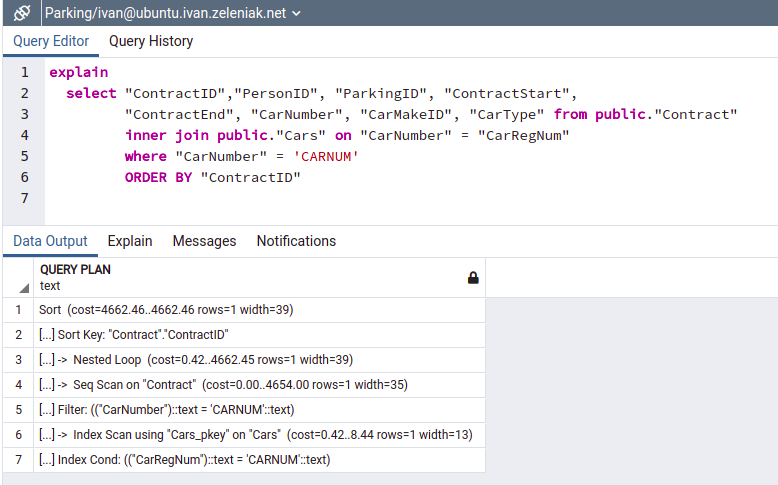 Parking/ivan@ubuntu.ivan.zeleniak.net
Query Editor Query History
1 explain
2 select "ContractID","PersonID", "ParkingID", "ContractStart",
3 "ContractEnd", "CarNumber", "CarMakeID", "CarType" from public."Contract"
4 inner join public."Cars" on "CarNumber" = "CarRegNum"
5 where "CarNumber" = 'CARNUM'
6 ORDER BY "ContractID"
7
Data Output Explain Messages Notifications
QUERY PLAN
text
1 Sort (cost=4662.46..4662.46 rows=1 width=39)
2 [...] Sort Key: "Contract"."ContractID"
3 [...] -> Nested Loop (cost=0.42..4662.45 rows=1 width=39)
4 [...] -> Seq Scan on "Contract" (cost=0.00..4654.00 rows=1 width=35)
5 [...] Filter: (("CarNumber")::text = 'CARNUM'::text)
6 [...] -> Index Scan using "Cars_pkey" on "Cars" (cost=0.42..8.44 rows=1 width=13)
7 [...] Index Cond: (("CarRegNum")::text = 'CARNUM'::text)